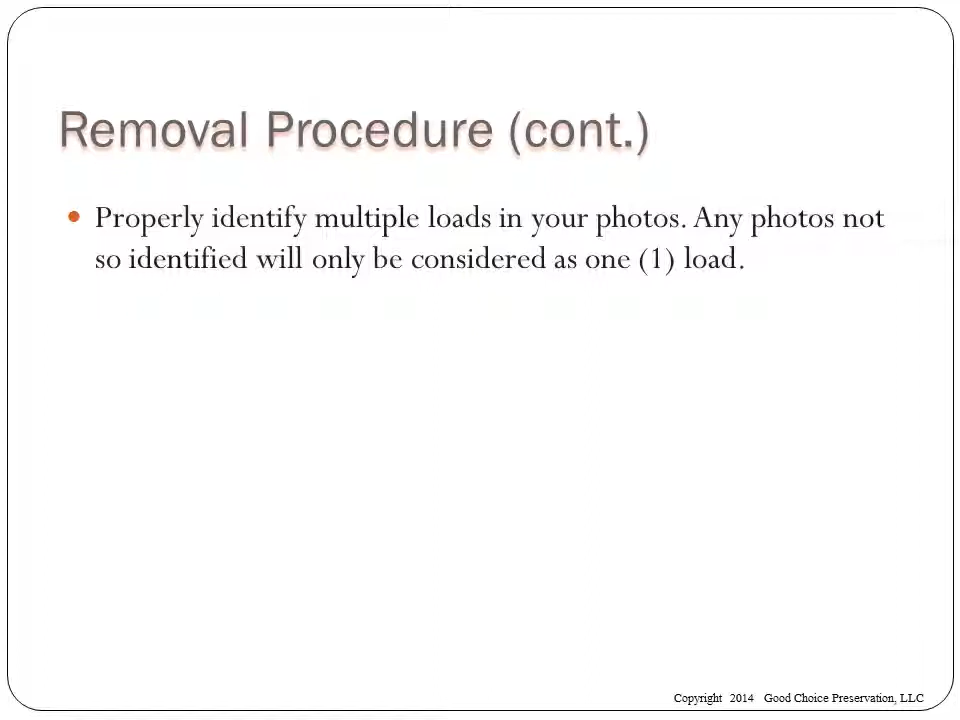 Removal Procedure (cont.)
• Properly identify multiple loads in your photos. Any photos not
so identified will only be considered as one (1) load.
Copyright 2014 Good Choice Preservation, LLC